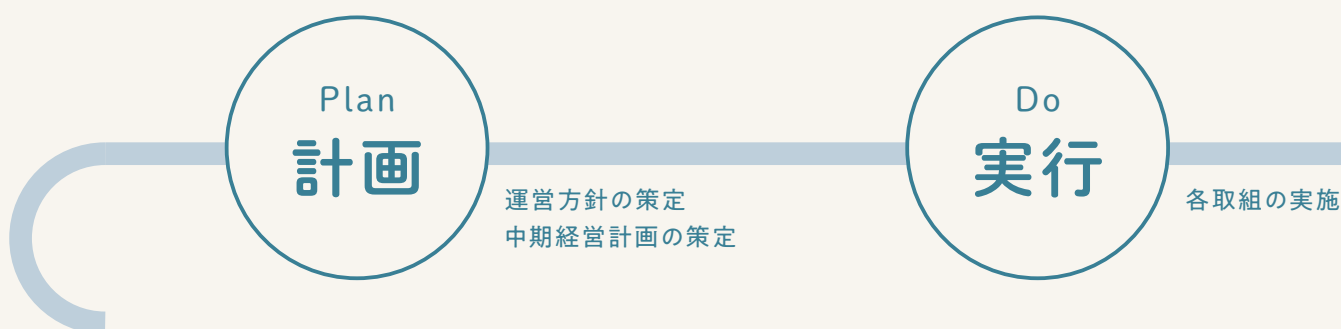 Plan
計画
運営方針の策定
中期経営計画の策定
Do
実行
各取組の実施